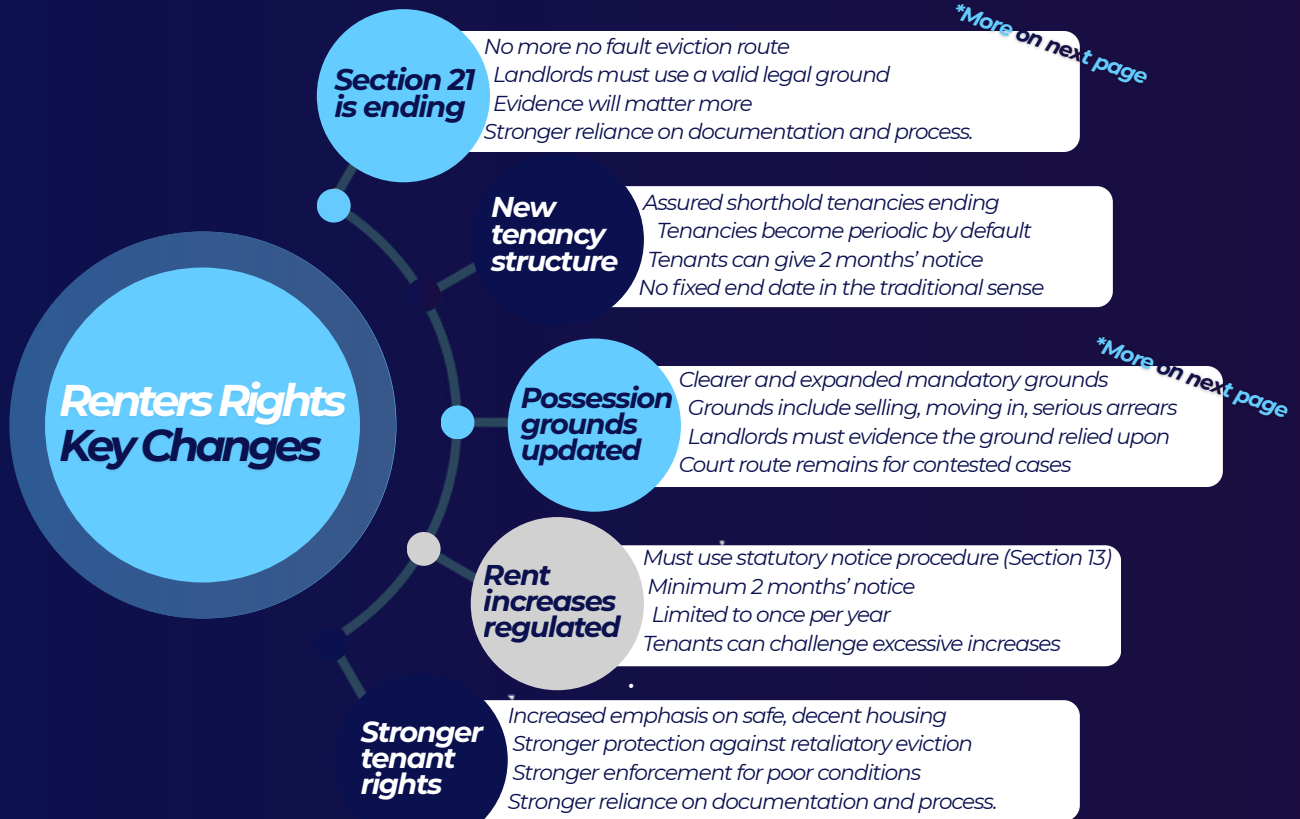 Renters Rights
Key Changes
Section 21
is ending
No more no fault eviction route
Landlords must use a valid legal ground
Evidence will matter more
Stronger reliance on documentation and process.
*More on next page
New
tenancy
structure
Assured shorthold tenancies ending
Tenancies become periodic by default
Tenants can give 2 months’ notice
No fixed end date in the traditional sense
Possession
grounds
updated
Clearer and expanded mandatory grounds
Grounds include selling, moving in, serious arrears
Landlords must evidence the ground relied upon
Court route remains for contested cases
*More on next page
Rent
increases
regulated
Must use statutory notice procedure (Section 13)
Minimum 2 months’ notice
Limited to once per year
Tenants can challenge excessive increases
Stronger
tenant
rights
Increased emphasis on safe, decent housing
Stronger protection against retaliatory eviction
Stronger enforcement for poor conditions
Stronger reliance on documentation and process.